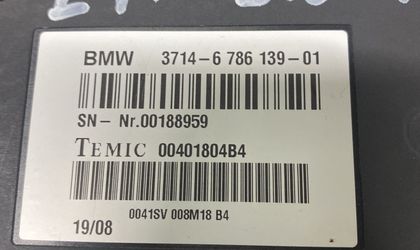 BMW 3714-6 786 139-01
SN- Nr.00188959
TEMIC 00401804B4
0041SV 008M18 B4
19/08